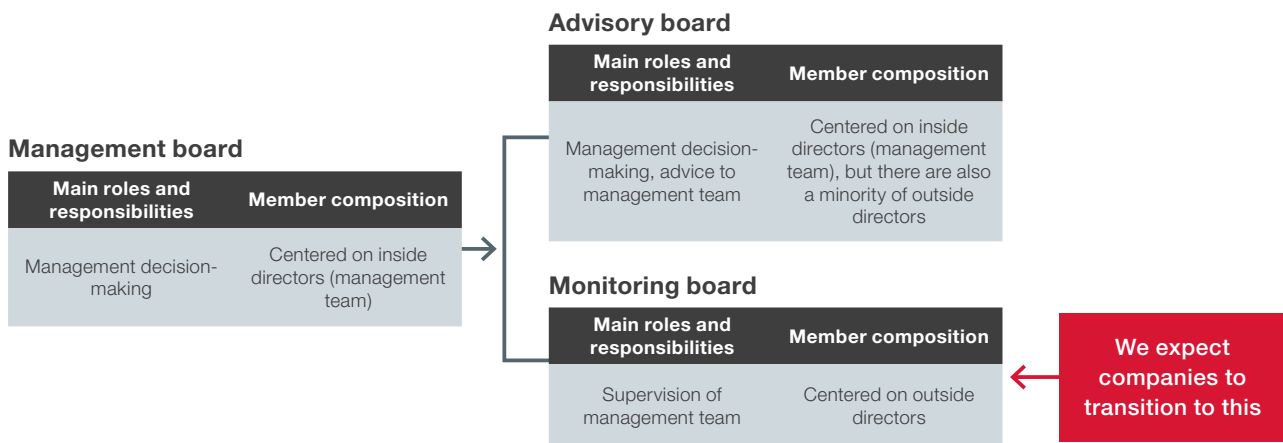 Management board
Main roles and
responsibilities
Member composition
Management decision-
making
Centered on inside
directors (management
team)
Advisory board
Main roles and
responsibilities
Member composition
Management decision-
making, advice to
management team
Centered on inside
directors (management
team), but there are also
a minority of outside
directors
Monitoring board
Main roles and
responsibilities
Member composition
Supervision of
management team
Centered on outside
directors
We expect
companies to
transition to this